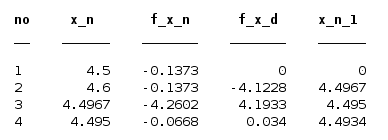 no x_n f_x_n f_x_d x_n_1
1 4.5 -0.1373 0 0
2 4.6 -0.1373 -4.1228 4.4967
3 4.4967 -4.2602 4.1933 4.495
4 4.495 -0.0668 0.034 4.4934